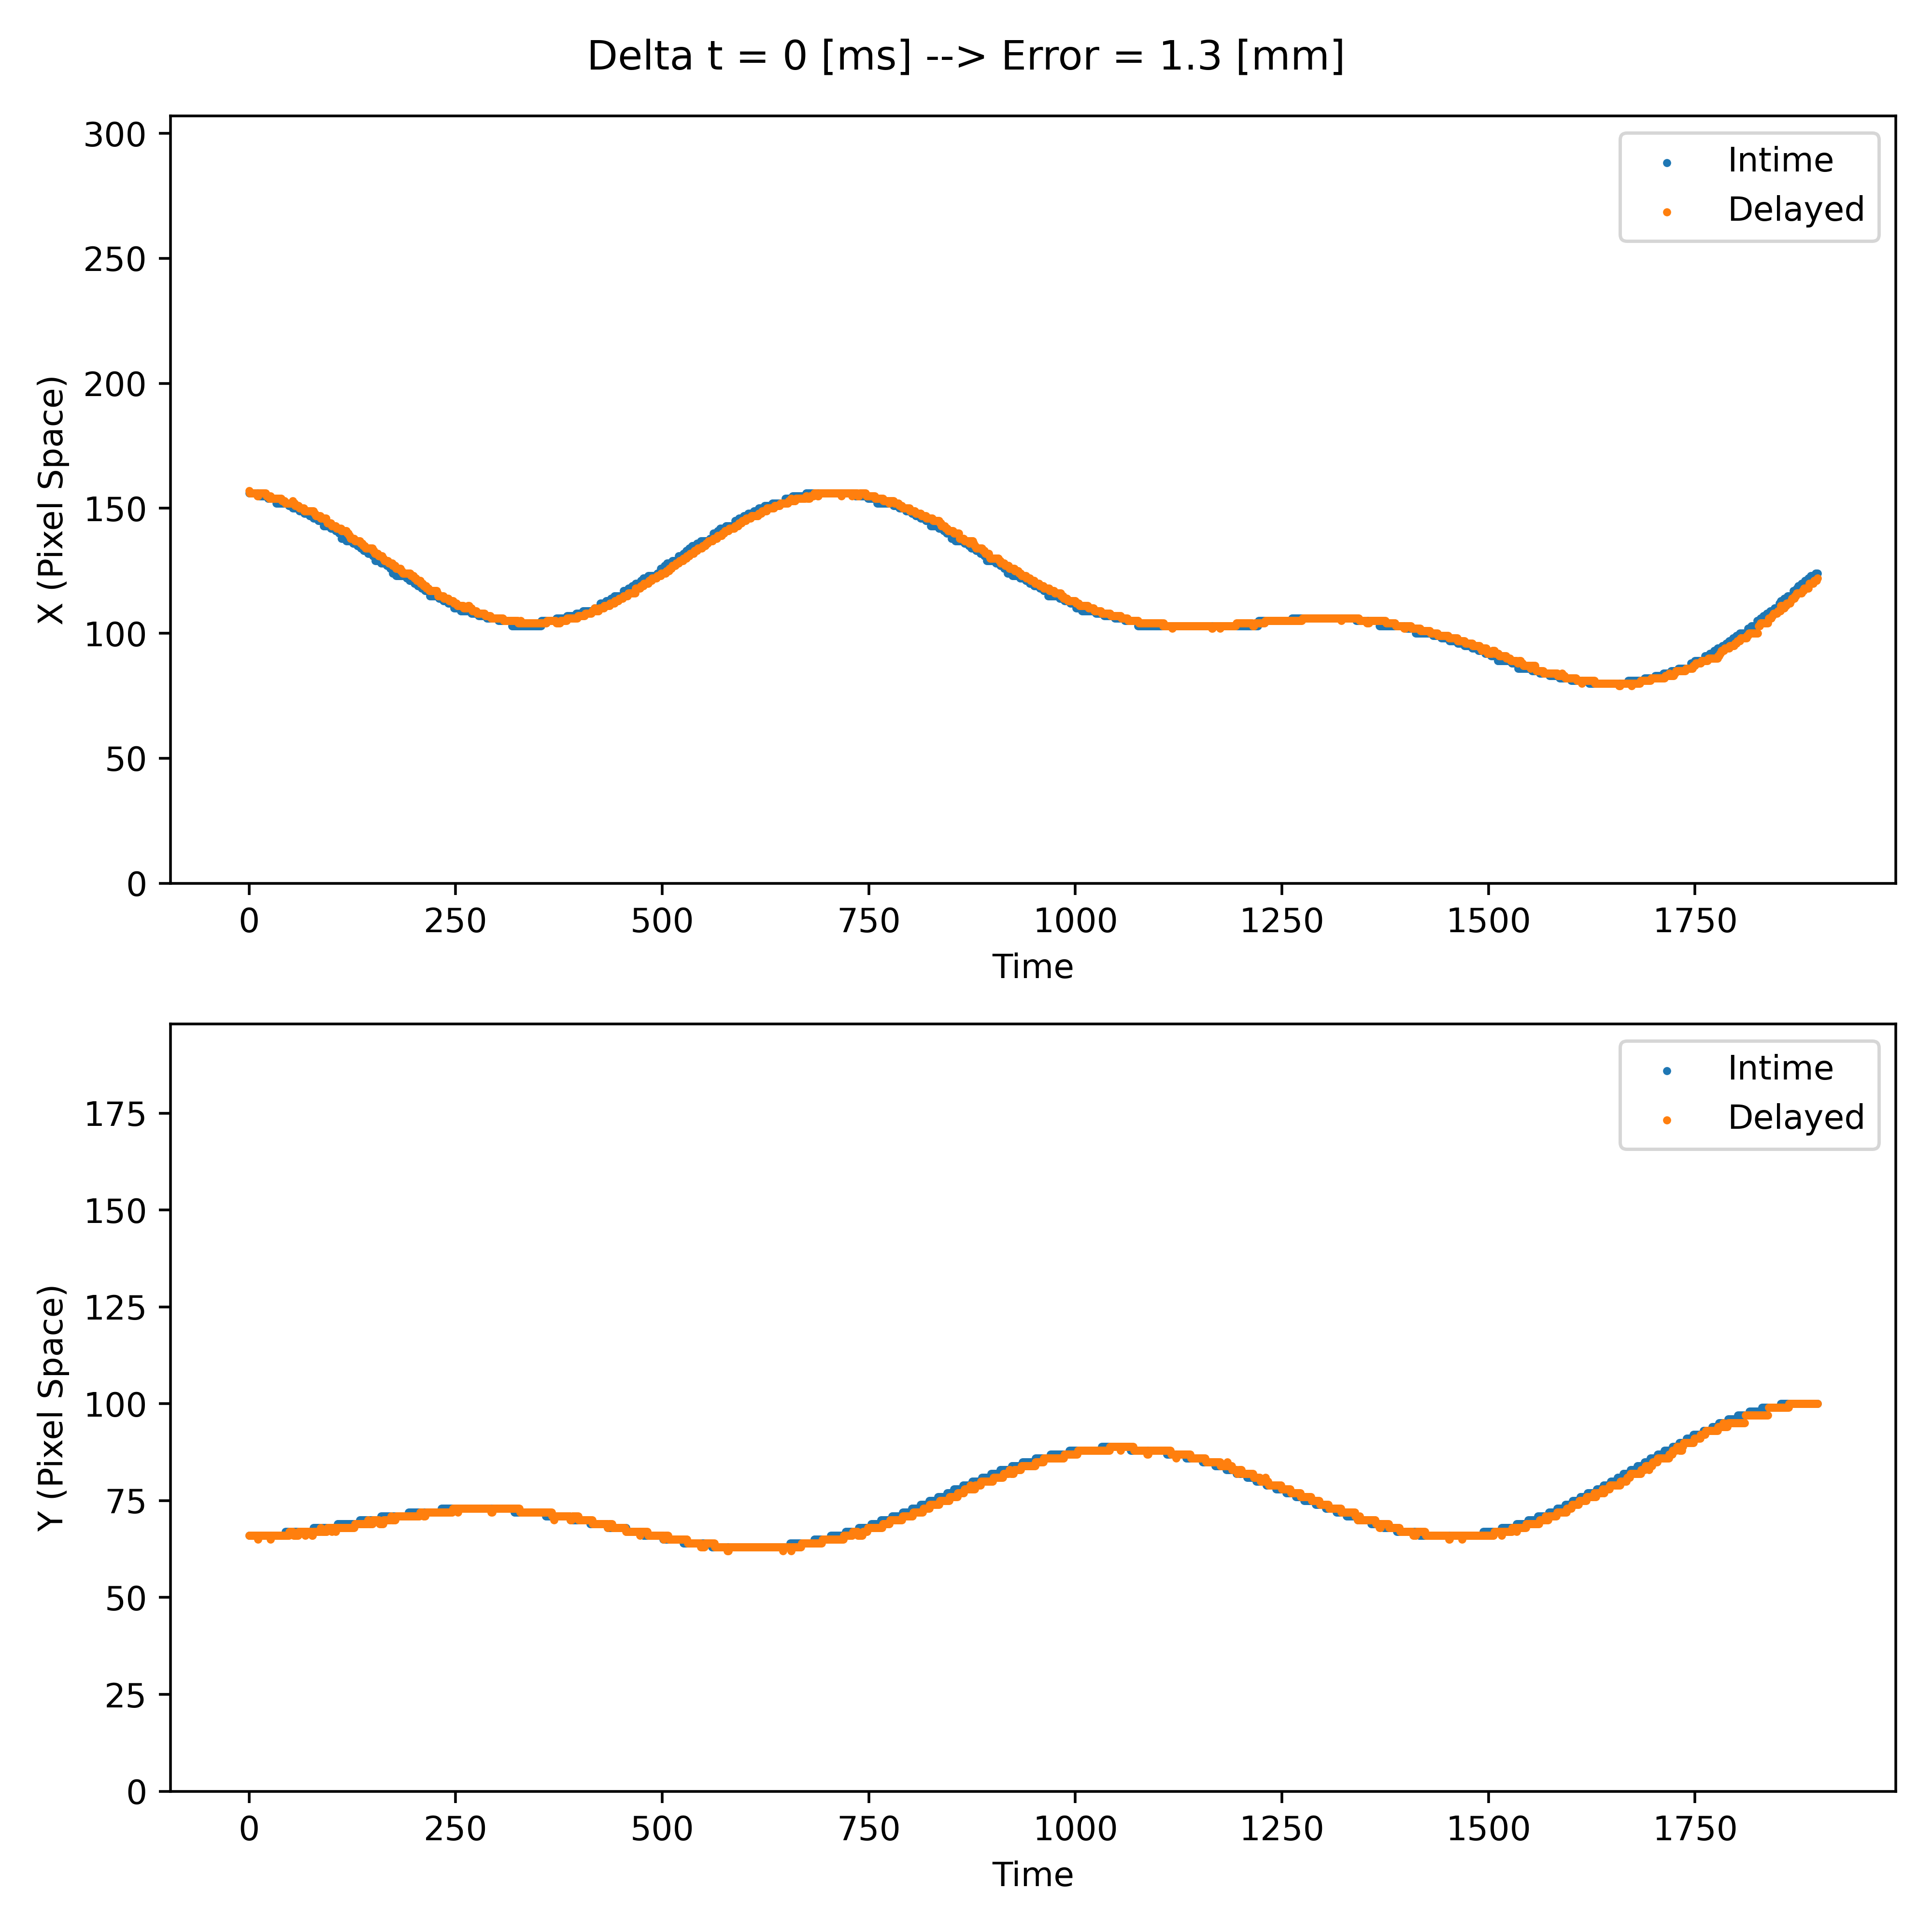 Delta t = 0 [ms] --> Error = 1.3 [mm]
300
250
200
150
100
50
0
X (Pixel Space)
Intime
Delayed
0 250 500 750 1000 1250 1500 1750
Time
175
150
125
100
75
50
25
0
Y (Pixel Space)
Intime
Delayed
0 250 500 750 1000 1250 1500 1750
Time